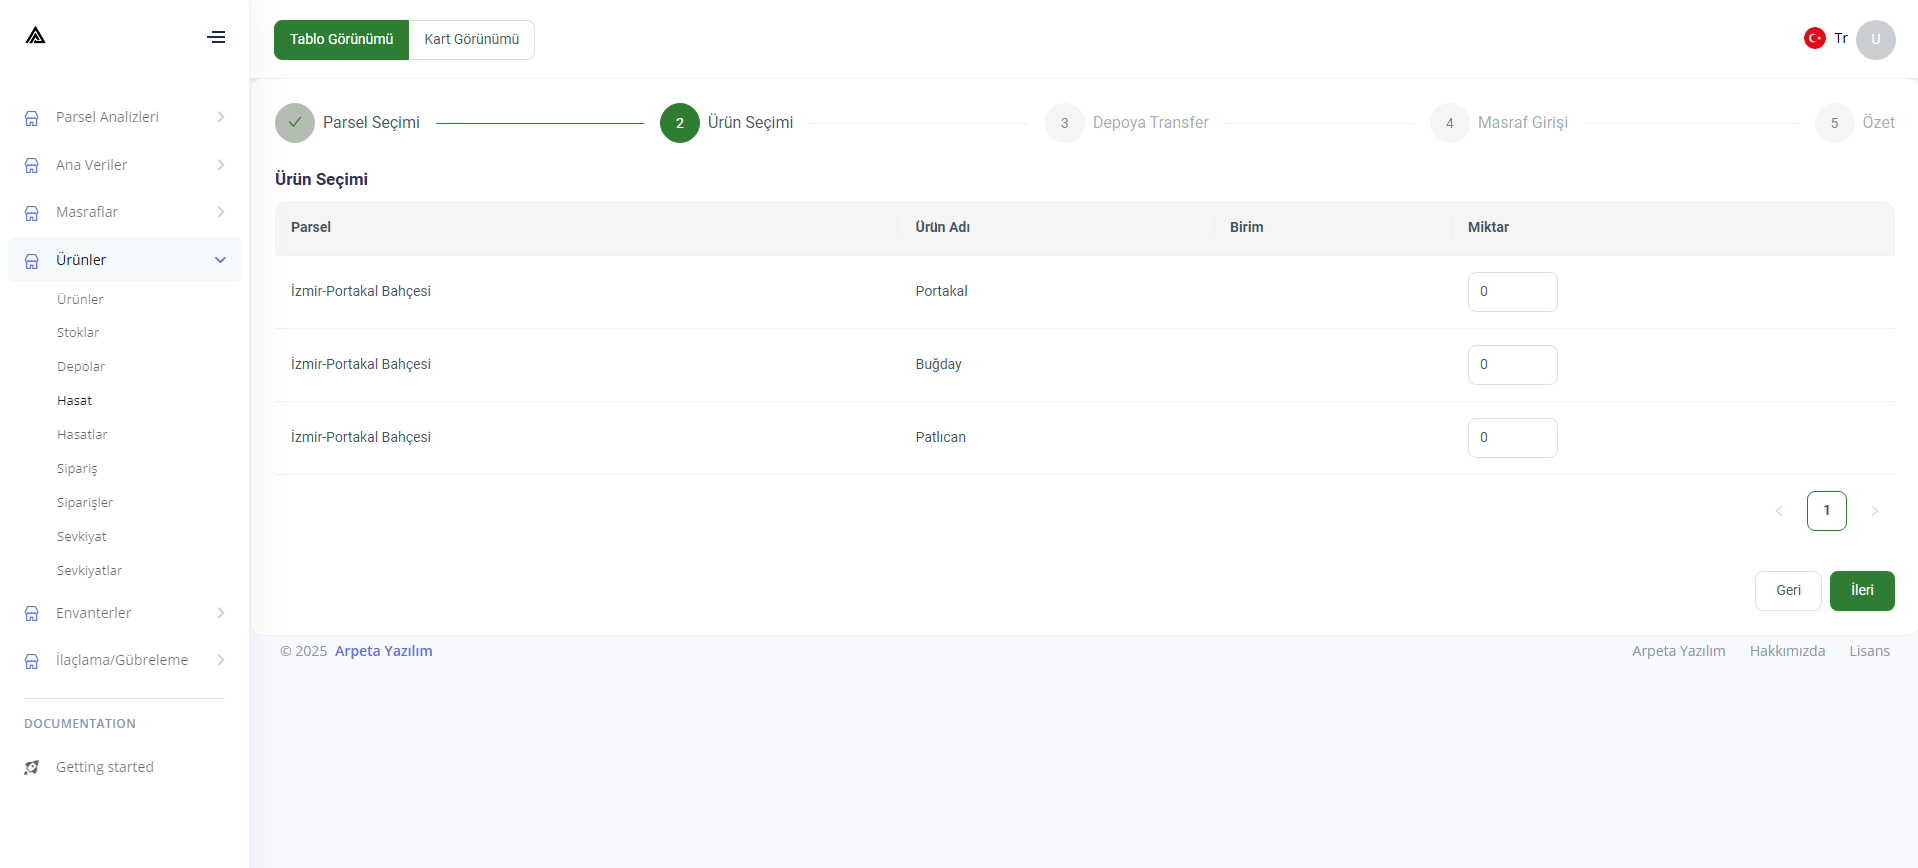 Tablo Görünümü Kart Görünümü
Tr U
Parsel Analizleri
Ana Veriler
Masraflar
Ürünler
Ürünler
Stoklar
Depolar
Hasat
Hasatlar
Sipariş
Siparişler
Sevkiyat
Sevkiyatlar
Envanterler
İlaçlama/Gübreleme
DOCUMENTATION
Getting started
Parsel Seçimi 2 Ürün Seçimi 3 Depoya Transfer 4 Masraf Girişi 5 Özet
Ürün Seçimi
Parsel Ürün Adı Birim Miktar
İzmir-Portakal Bahçesi Portakal 0
İzmir-Portakal Bahçesi Buğday 0
İzmir-Portakal Bahçesi Patlıcan 0
< 1 >
Geri İleri
© 2025 Arpeta Yazılım
Arpeta Yazılım Hakkımızda Lisans